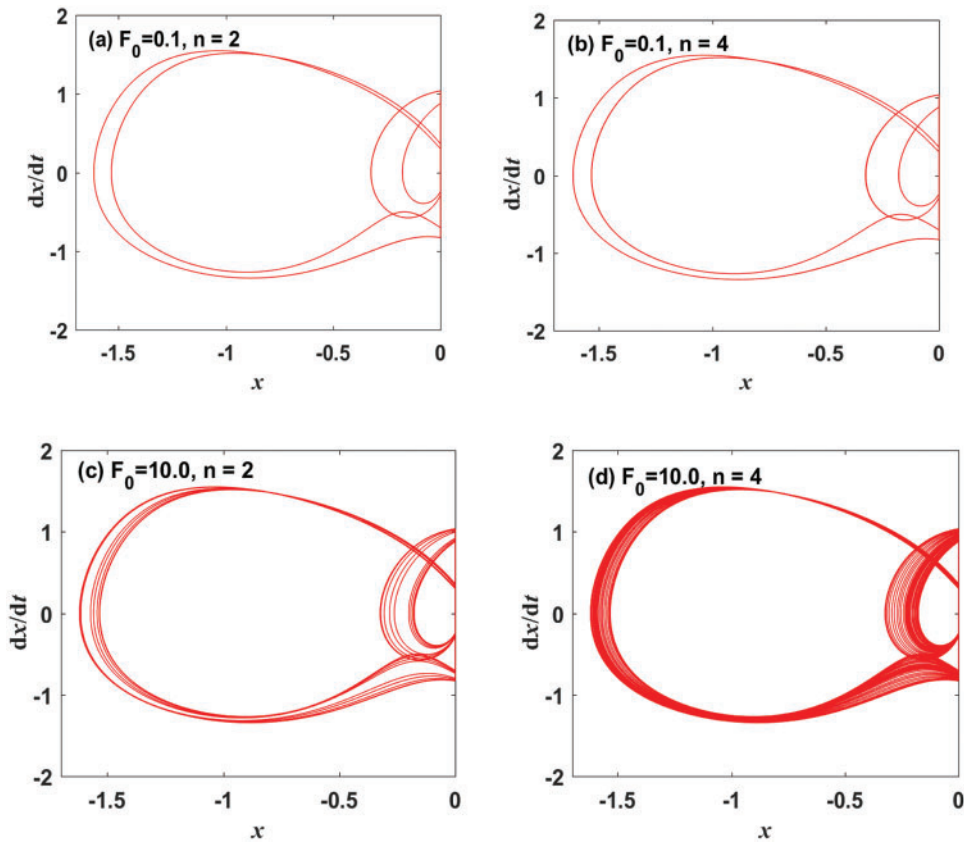 (a) F0=0.1, n = 2
2
1
0
-1
-2
dx/dt
-1.5 -1 -0.5 0
x
(b) F0=0.1, n = 4
2
1
0
-1
-2
dx/dt
-1.5 -1 -0.5 0
x
(c) F0=10.0, n = 2
2
1
0
-1
-2
dx/dt
-1.5 -1 -0.5 0
x
(d) F0=10.0, n = 4
2
1
0
-1
-2
dx/dt
-1.5 -1 -0.5 0
x